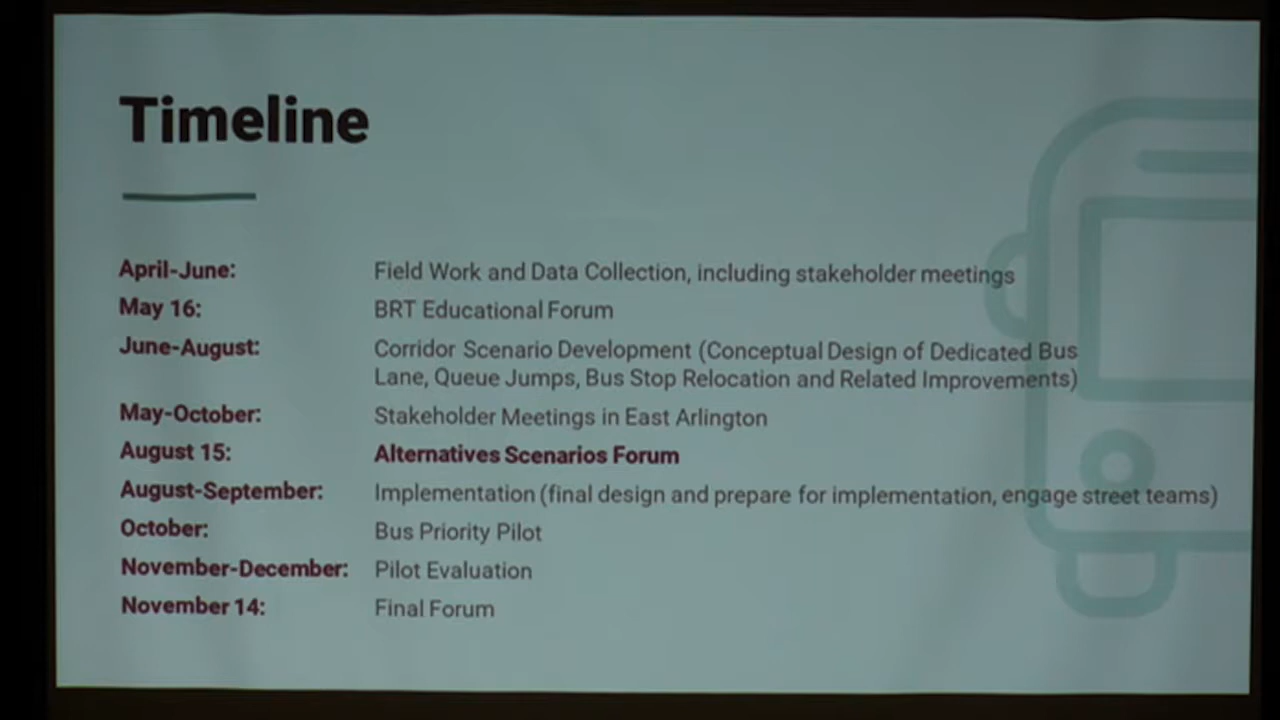 Timeline
April-June: Field Work and Data Collection, including stakeholder meetings
May 16: BRT Educational Forum
June-August: Corridor Scenario Development (Conceptual Design of Dedicated Bus
Lane, Queue Jumps, Bus Stop Relocation and Related Improvements)
May-October: Stakeholder Meetings in East Arlington
August 15: Alternatives Scenarios Forum
August-September: Implementation (final design and prepare for implementation, engage street teams)
October: Bus Priority Pilot
November-December: Pilot Evaluation
November 14: Final Forum